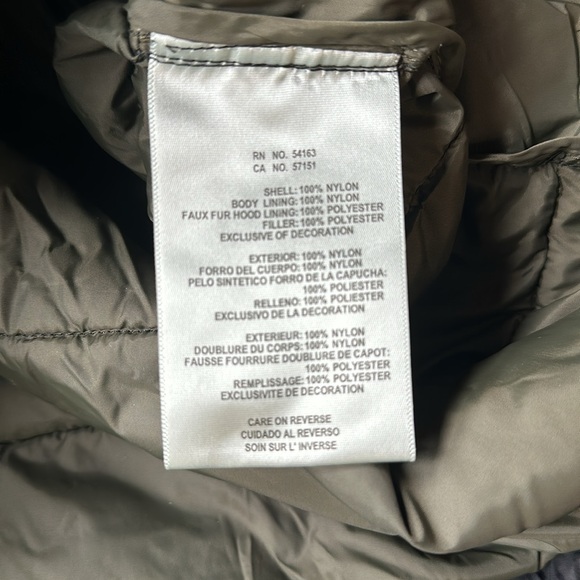 RN NO. 54163
CA NO. 57151
SHELL:100% NYLON
BODY LINING:100% NYLON
FAUX FUR HOOD LINING:100% POLYESTER
FILLER:100% POLYESTER
EXCLUSIVE OF DECORATION
EXTERIOR:100% NYLON
FORRO DEL CUERPO:100% NYLON
PELO SINTETICO FORRO DE LA CAPUCHA:
100% POLIESTER
RELLENO:100% POLIESTER
EXCLUSIVO DE DECORACIÓN
EXTERIEUR:100% NYLON
DOUBLURE DU CORPS:100% NYLON
FAUSSE FOURRURE DOUBLURE DE CAPOT:
100% POLYESTER
REMPLISSAGE:100% POLYESTER
EXCLUSIVITE DE DECORATION
CARE ON REVERSE
CUIDADO AL REVERSO
SOIN SUR L' INVERSE